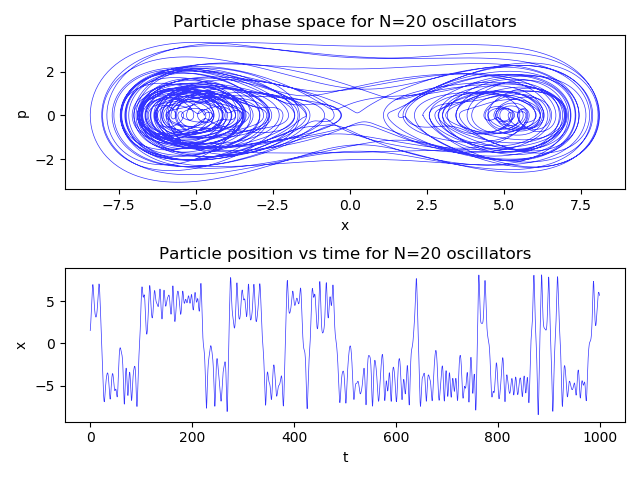 Particle phase space for N=20 oscillators
2
0
−2
p
−7.5 −5.0 −2.5 0.0 2.5 5.0 7.5
x
Particle position vs time for N=20 oscillators
5
0
−5
x
0 200 400 600 800 1000
t